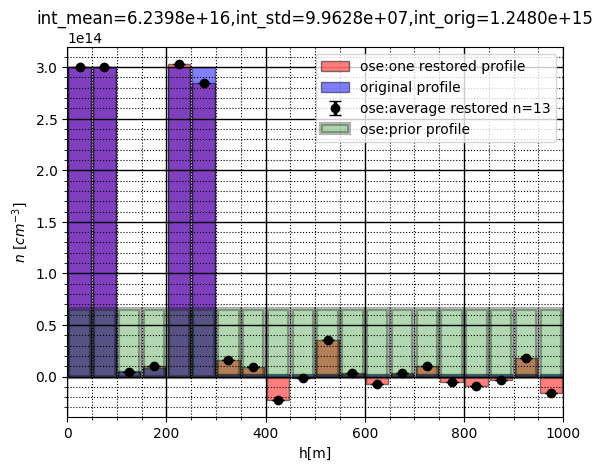 int_mean=6.2398e+16,int_std=9.9628e+07,int_orig=1.2480e+15
1e14
ose:one restored profile
original profile
ose:average restored n=13
ose:prior profile
3.0
2.5
2.0
1.5
1.0
0.5
0.0
n [cm⁻³]
0 200 400 600 800 1000
h[m]